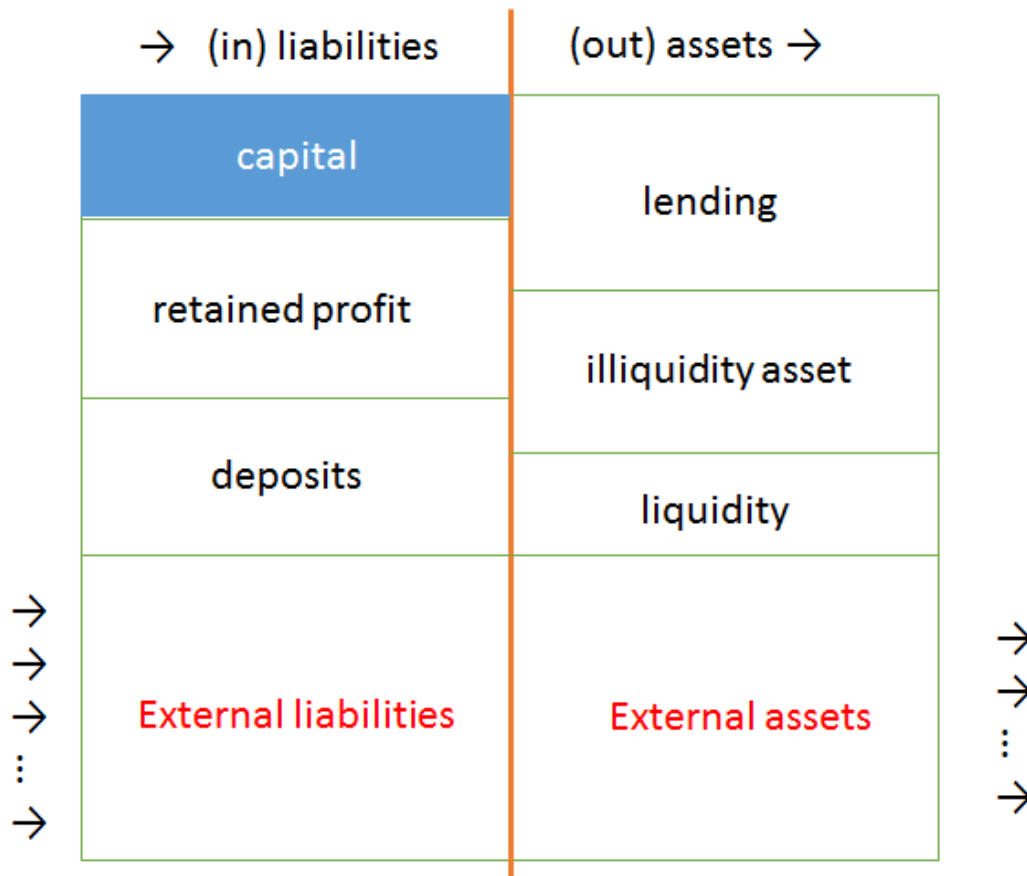 → (in) liabilities
(out) assets →
capital
lending
retained profit
illiquidity asset
deposits
liquidity
→
→
→
⋮
→
External liabilities
External assets
→
→
⋮
→